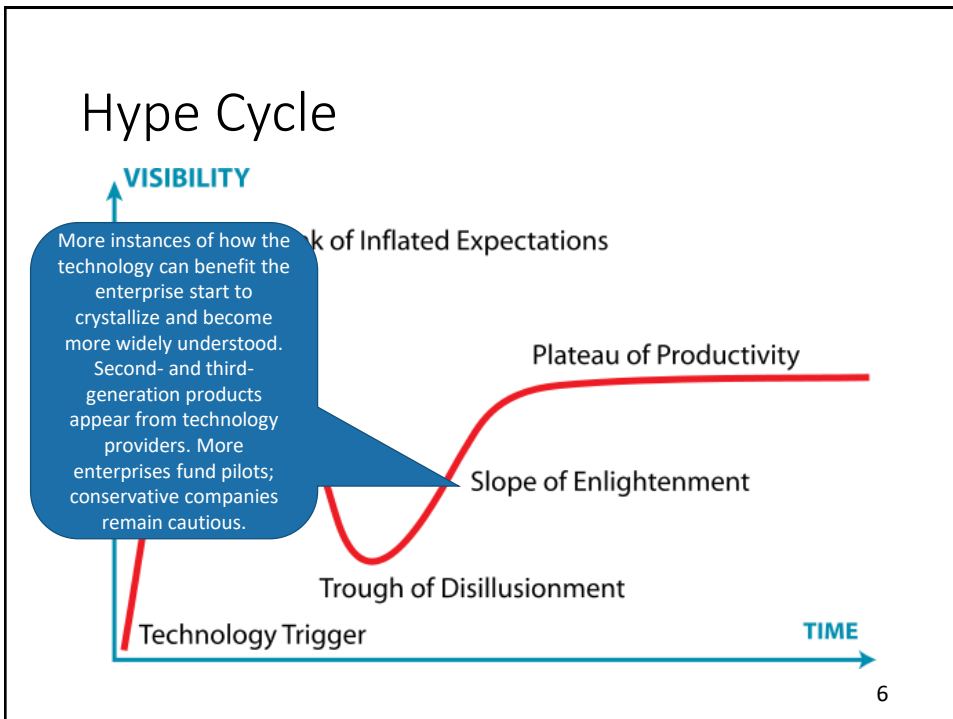 Hype Cycle
VISIBILITY
More instances of how the
technology can benefit the
enterprise start to
crystallize and become
more widely understood.
Second- and third-
generation products
appear from technology
providers. More
enterprises fund pilots;
conservative companies
remain cautious.
of Inflated Expectations
Plateau of Productivity
Slope of Enlightenment
Trough of Disillusionment
Technology Trigger
TIME
6